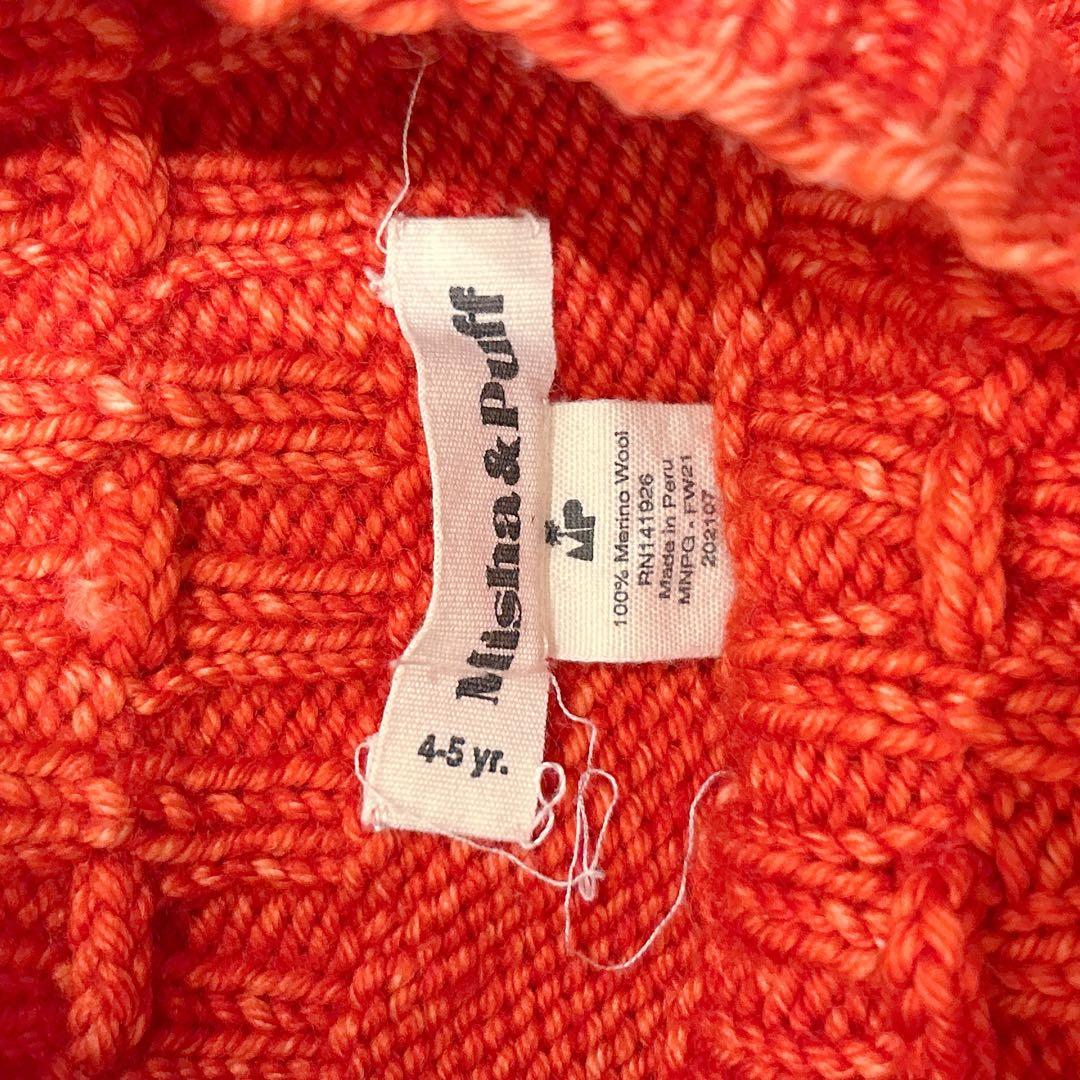 Misha & Puff
4-5 yr.
MP
100% Merino Wool
RN141926
Made in Peru
MNPG - FW21
202107